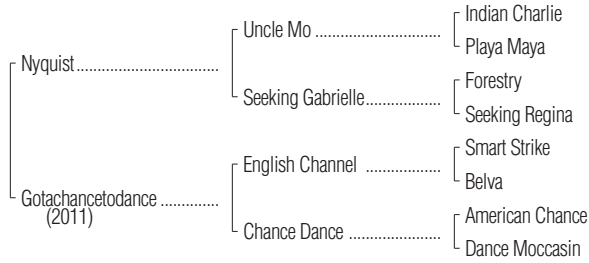 Indian Charlie
Uncle Mo ..................................
Playa Maya
Nyquist .......................................
Forestry
Seeking Gabrielle.....................
Seeking Regina
Smart Strike
English Channel .....................
Belva
Gotachancetodance ................
(2011)
American Chance
Chance Dance .........................
Dance Moccasin